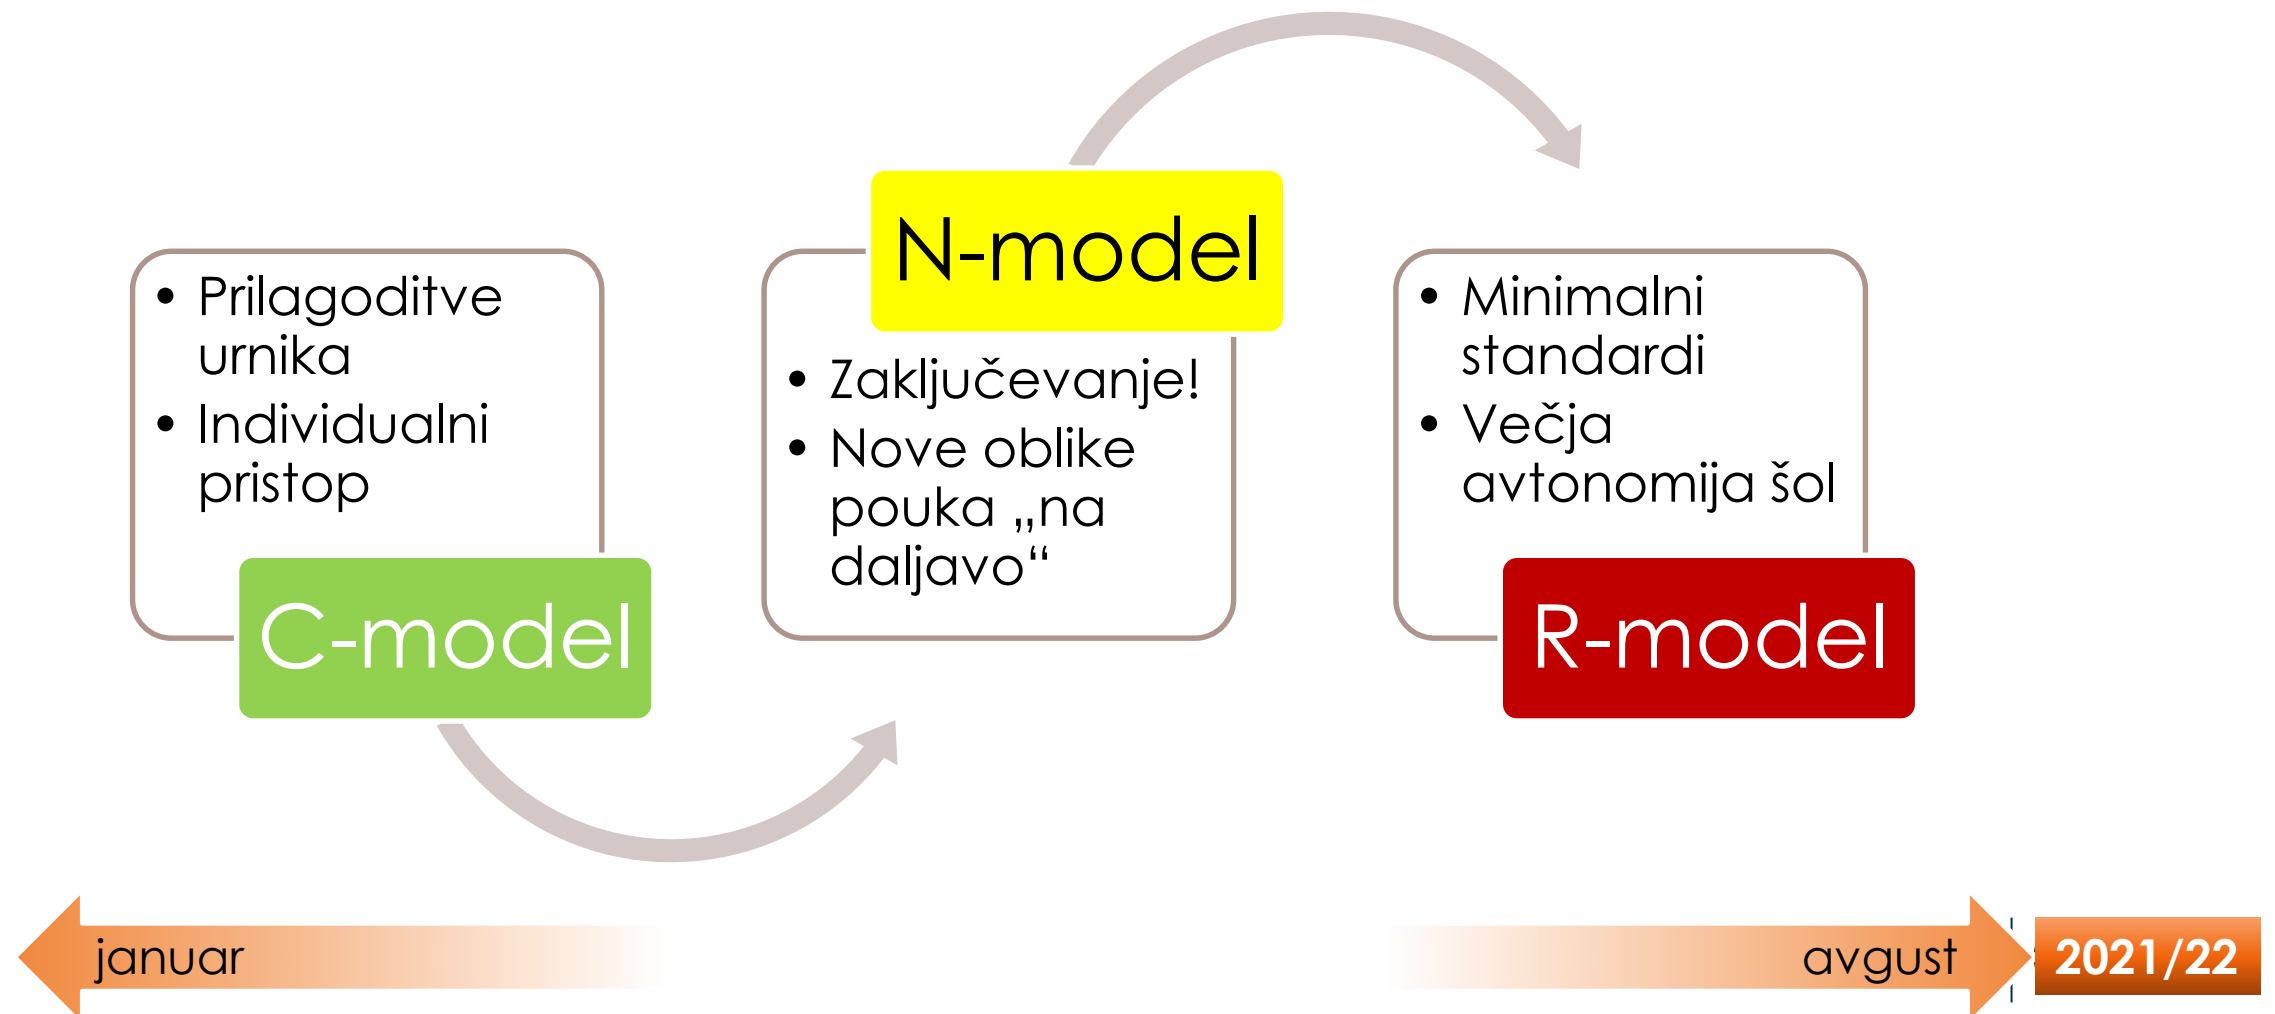 • Prilagoditve
urnika
• Individualni
pristop
C-model
N-model
• Zaključevanje!
• Nove oblike
pouka „na
daljavo“
• Minimalni
standardi
• Večja
avtonomija šol
R-model
januar
avgust
2021/22